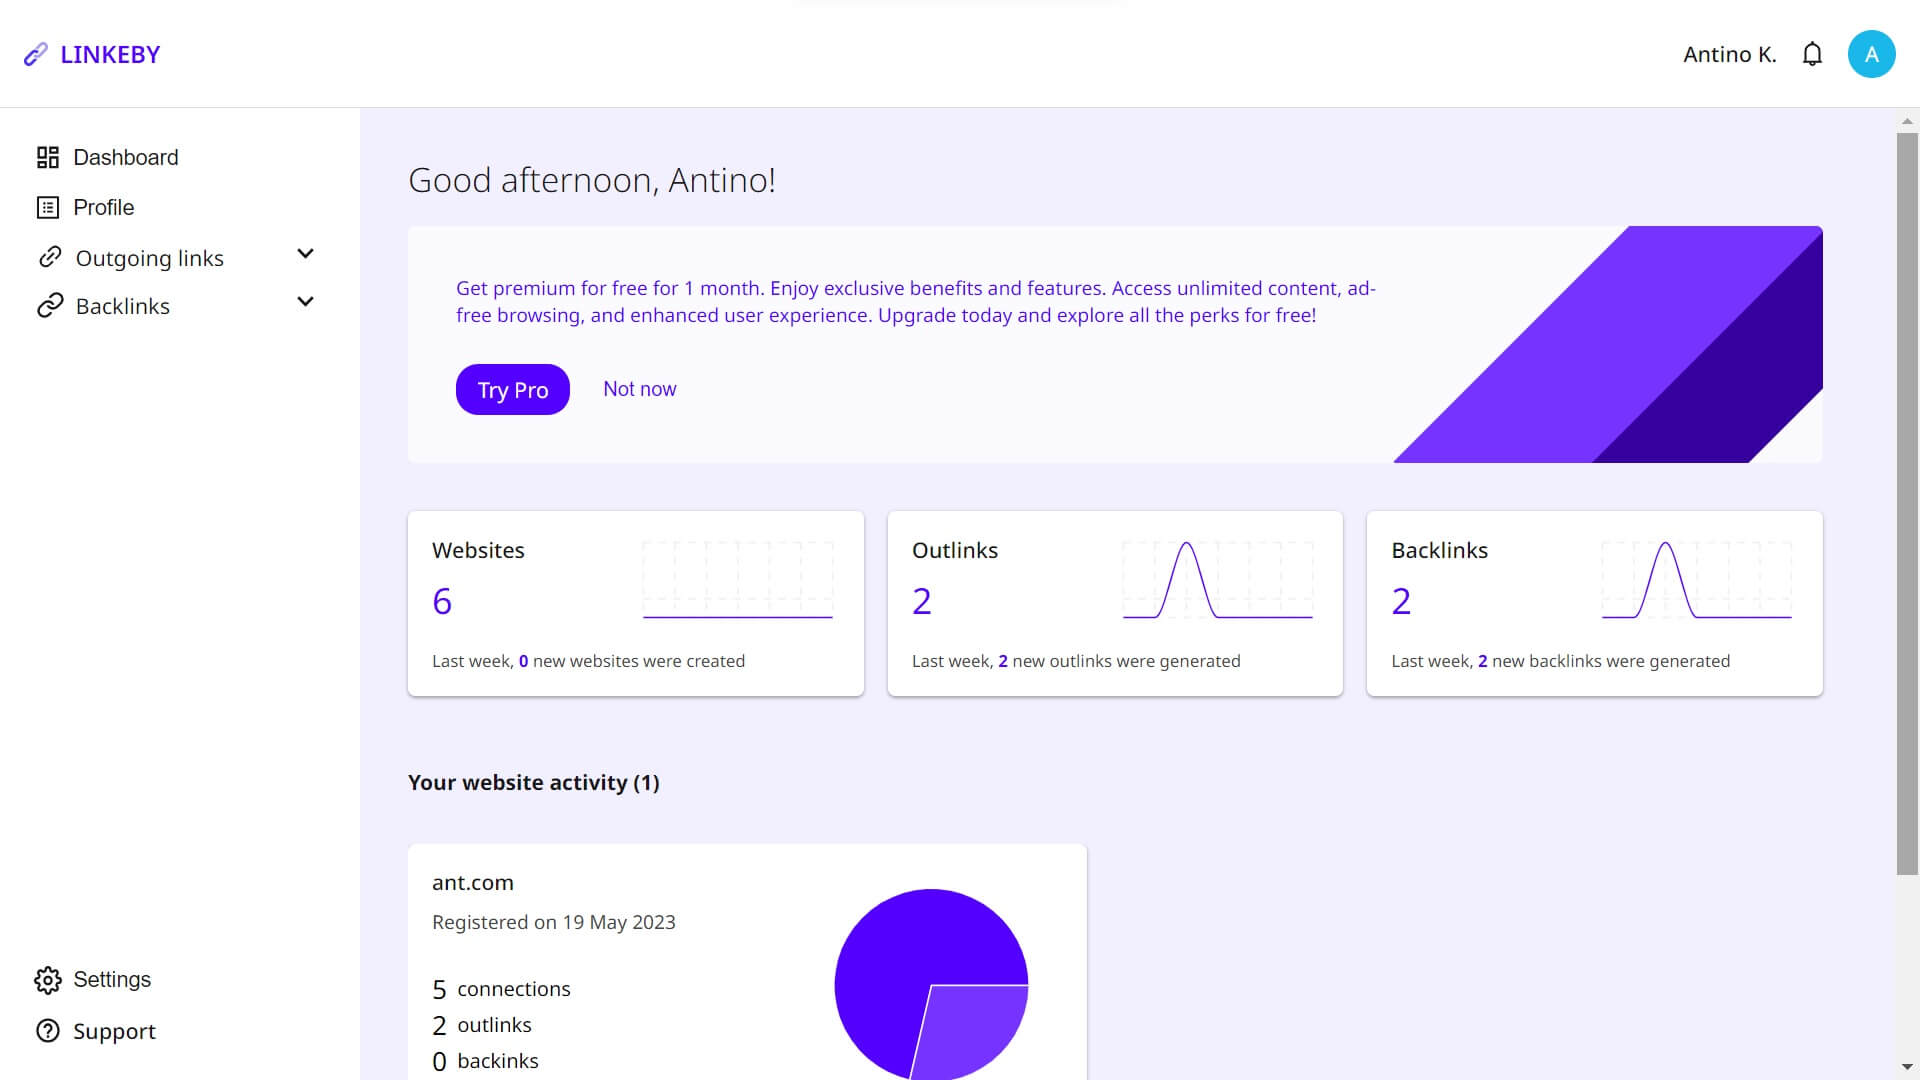 LINKEBY
Antino K.
A
Dashboard
Profile
Outgoing links
Backlinks
Settings
Support
Good afternoon, Antino!
Get premium for free for 1 month. Enjoy exclusive benefits and features. Access unlimited content, ad-
free browsing, and enhanced user experience. Upgrade today and explore all the perks for free!
Try Pro
Not now
Websites
6
Last week, 0 new websites were created
Outlinks
2
Last week, 2 new outlinks were generated
Backlinks
2
Last week, 2 new backlinks were generated
Your website activity (1)
ant.com
Registered on 19 May 2023
5 connections
2 outlinks
0 backinks